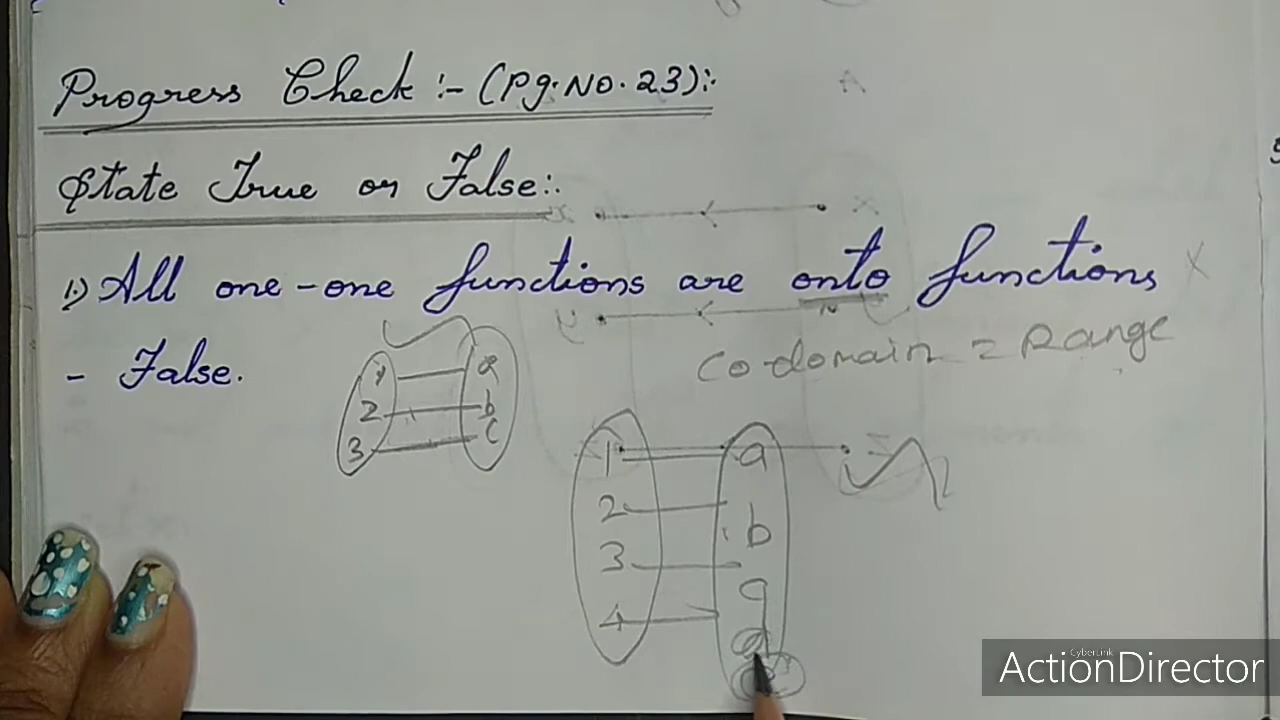 Progress Check :- (Pg.No.23):
State True or False:.
1.) All one-one functions are onto functions X
- False.
Co-domain = Range
1 a
2 b
3 c
1 a
2 b
3
4
CyberLink
ActionDirector